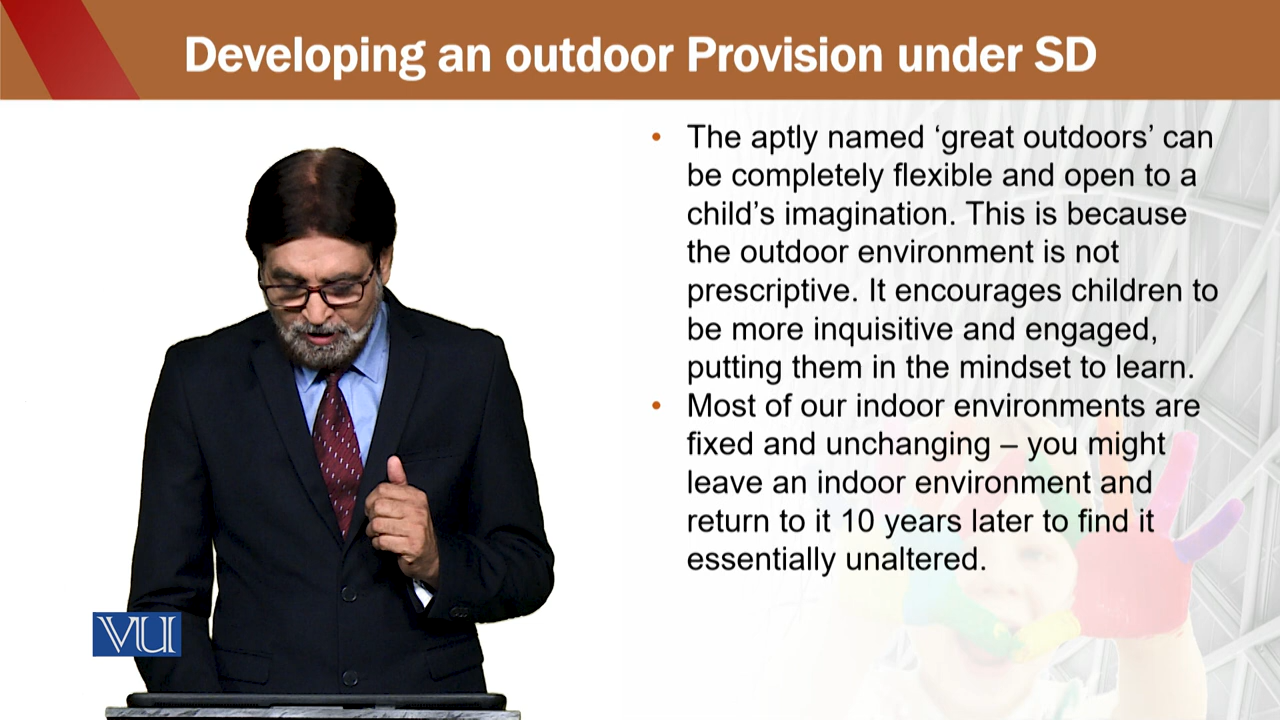 Developing an outdoor Provision under SD
• The aptly named ‘great outdoors’ can
be completely flexible and open to a
child’s imagination. This is because
the outdoor environment is not
prescriptive. It encourages children to
be more inquisitive and engaged,
putting them in the mindset to learn.
• Most of our indoor environments are
fixed and unchanging – you might
leave an indoor environment and
return to it 10 years later to find it
essentially unaltered.
VU